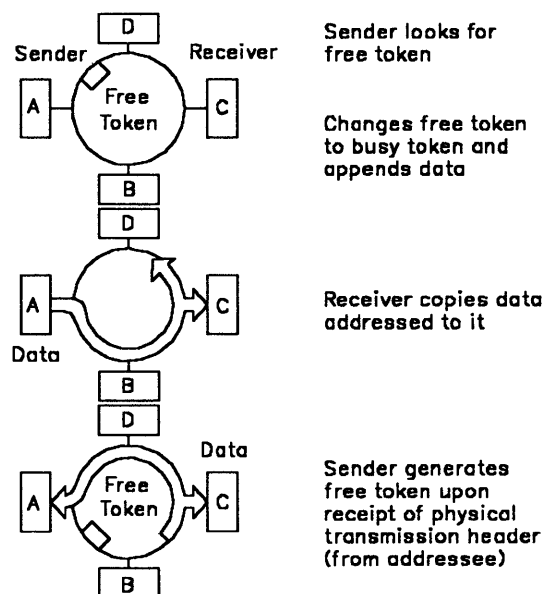 D
Sender
Receiver
A
Free
Token
C
B
Sender looks for
free token
Changes free token
to busy token and
appends data
D
A
C
Data
B
Receiver copies data
addressed to it
D
Data
A
Free
Token
C
B
Sender generates
free token upon
receipt of physical
transmission header
(from addressee)